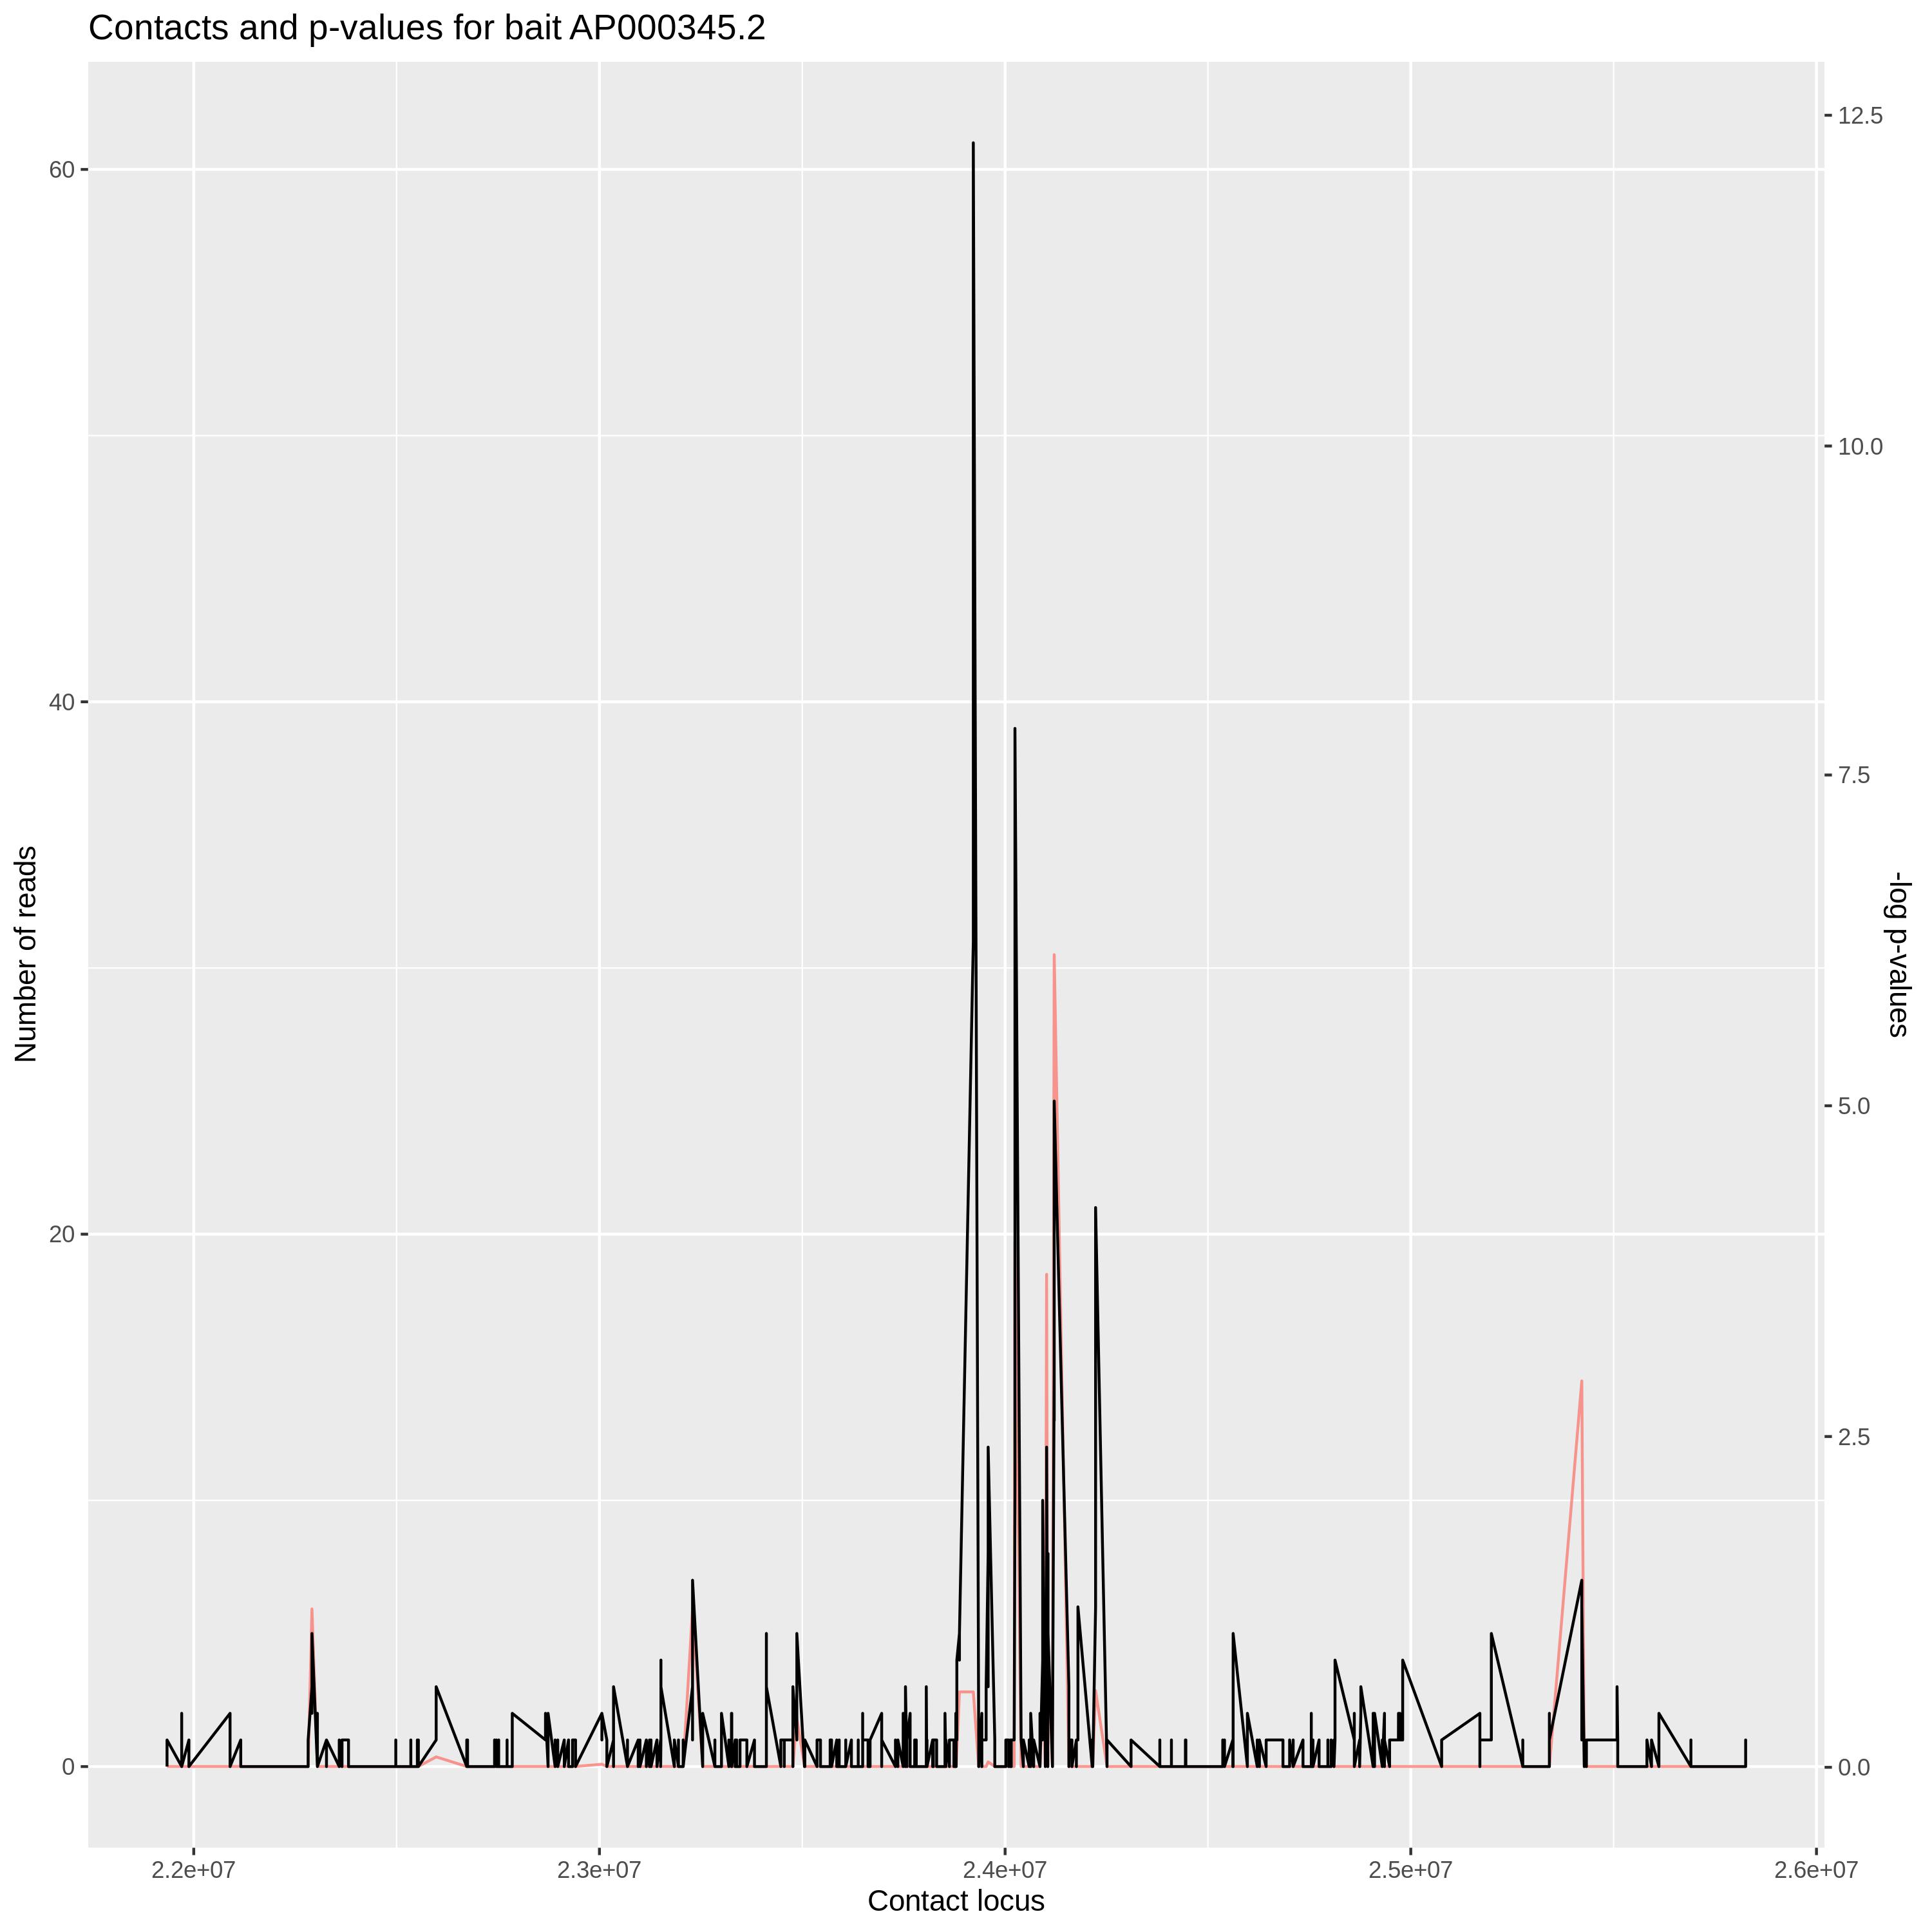 Contacts and p-values for bait AP000345.2
60
40
20
0
12.5
10.0
7.5
5.0
2.5
0.0
Number of reads
-log p-values
2.2e+07 2.3e+07 2.4e+07 2.5e+07 2.6e+07
Contact locus